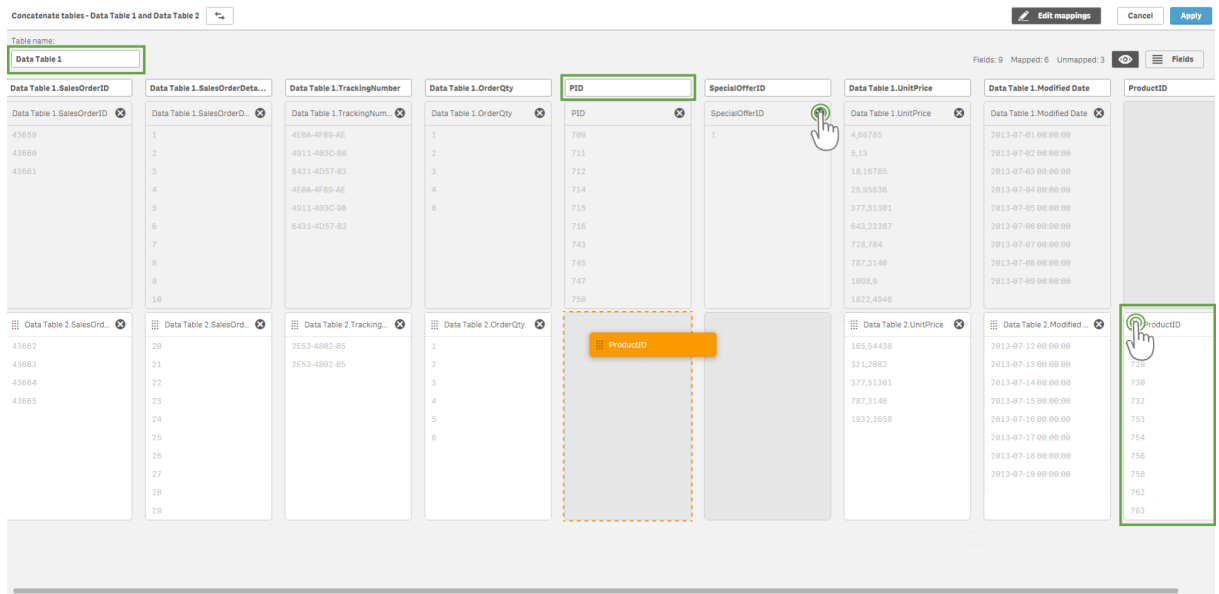 Concatenate tables - Data Table 1 and Data Table 2
Edit mappings
Cancel
Apply
Table name:
Data Table 1
Fields: 9 Mapped: 6 Unmapped: 3
Fields
Data Table 1.SalesOrderID
Data Table 1.SalesOrderDeta...
Data Table 1.TrackingNumber
Data Table 1.OrderQty
PID
SpecialOfferID
Data Table 1.UnitPrice
Data Table 1.Modified Date
ProductID
Data Table 1.SalesOrderID
43659
43660
43661
Data Table 1.SalesOrderD...
1
2
3
4
5
6
7
8
9
10
Data Table 1.TrackingNum...
4E0A-4F89-AE
4911-403C-98
6431-4D57-83
4E0A-4F89-AE
4911-403C-98
6431-4D57-83
Data Table 1.OrderQty
1
2
3
4
6
PID
709
711
712
714
715
716
743
745
747
758
SpecialOfferID
1
Data Table 1.UnitPrice
4,66785
5,13
18,16785
25,95636
377,51301
643,23387
728,784
787,3146
1098,9
1822,4946
Data Table 1.Modified Date
2013-07-01 00:00:00
2013-07-02 00:00:00
2013-07-03 00:00:00
2013-07-04 00:00:00
2013-07-05 00:00:00
2013-07-06 00:00:00
2013-07-07 00:00:00
2013-07-08 00:00:00
2013-07-09 00:00:00
Data Table 2.SalesOrd...
43662
43663
43664
43665
Data Table 2.SalesOrd...
20
21
22
23
24
25
26
27
28
29
Data Table 2.Tracking...
2E53-4802-85
2E53-4802-85
Data Table 2.OrderQty
1
2
3
4
5
6
ProductID
Data Table 2.UnitPrice
165,54438
321,2082
377,51301
787,3146
1932,2658
Data Table 2.Modified ...
2013-07-12 00:00:00
2013-07-13 00:00:00
2013-07-14 00:00:00
2013-07-15 00:00:00
2013-07-16 00:00:00
2013-07-17 00:00:00
2013-07-18 00:00:00
2013-07-19 00:00:00
ProductID
729
730
732
753
754
756
758
762
763